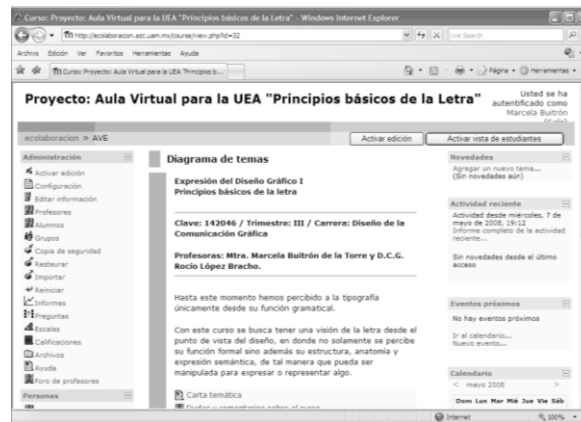 Curso: Proyecto: Aula Virtual para la UEA "Principios básicos de la Letra" - Windows Internet Explorer
http://ecolaboracion.azc.uam.mx/course/view.php?id=32
Live Search
Archivo Edición Ver Favoritos Herramientas Ayuda
Curso: Proyecto: Aula Virtual para la UEA "Principios b...
Página Herramientas
Proyecto: Aula Virtual para la UEA "Principios básicos de la Letra"
Usted se ha
autentificado como
Marcela Buitrón
(Salir)
ecolaboracion » AVE
Activar edición
Activar vista de estudiantes
Administración
Activar edición
Configuración
Editar información
Profesores
Alumnos
Grupos
Copia de seguridad
Restaurar
Importar
Reiniciar
Informes
Preguntas
Escalas
Calificaciones
Archivos
Ayuda
Foro de profesores
Personas
Diagrama de temas
Expresión del Diseño Gráfico I
Principios básicos de la letra
Clave: 142046 / Trimestre: III / Carrera: Diseño de la
Comunicación Gráfica
Profesoras: Mtra. Marcela Buitrón de la Torre y D.C.G.
Rocío López Bracho.
Hasta este momento hemos percibido a la tipografía
únicamente desde su función gramatical.
Con este curso se busca tener una visión de la letra desde el
punto de vista del diseño, en donde no solamente se percibe
su función formal sino además su estructura, anatomía y
expresión semántica, de tal manera que pueda ser
manipulada para expresar o representar algo.
Carta temática
Dudas y comentarios sobre el curso
Novedades
Agregar un nuevo tema...
(Sin novedades aún)
Actividad reciente
Actividad desde miércoles, 7 de
mayo de 2008, 19:12
Informe completo de la actividad
reciente...
Sin novedades desde el último
acceso
Eventos próximos
No hay eventos próximos
Ir al calendario...
Nuevo evento...
Calendario
< mayo 2008 >
Dom Lun Mar Mié Jue Vie Sáb
Internet
100%